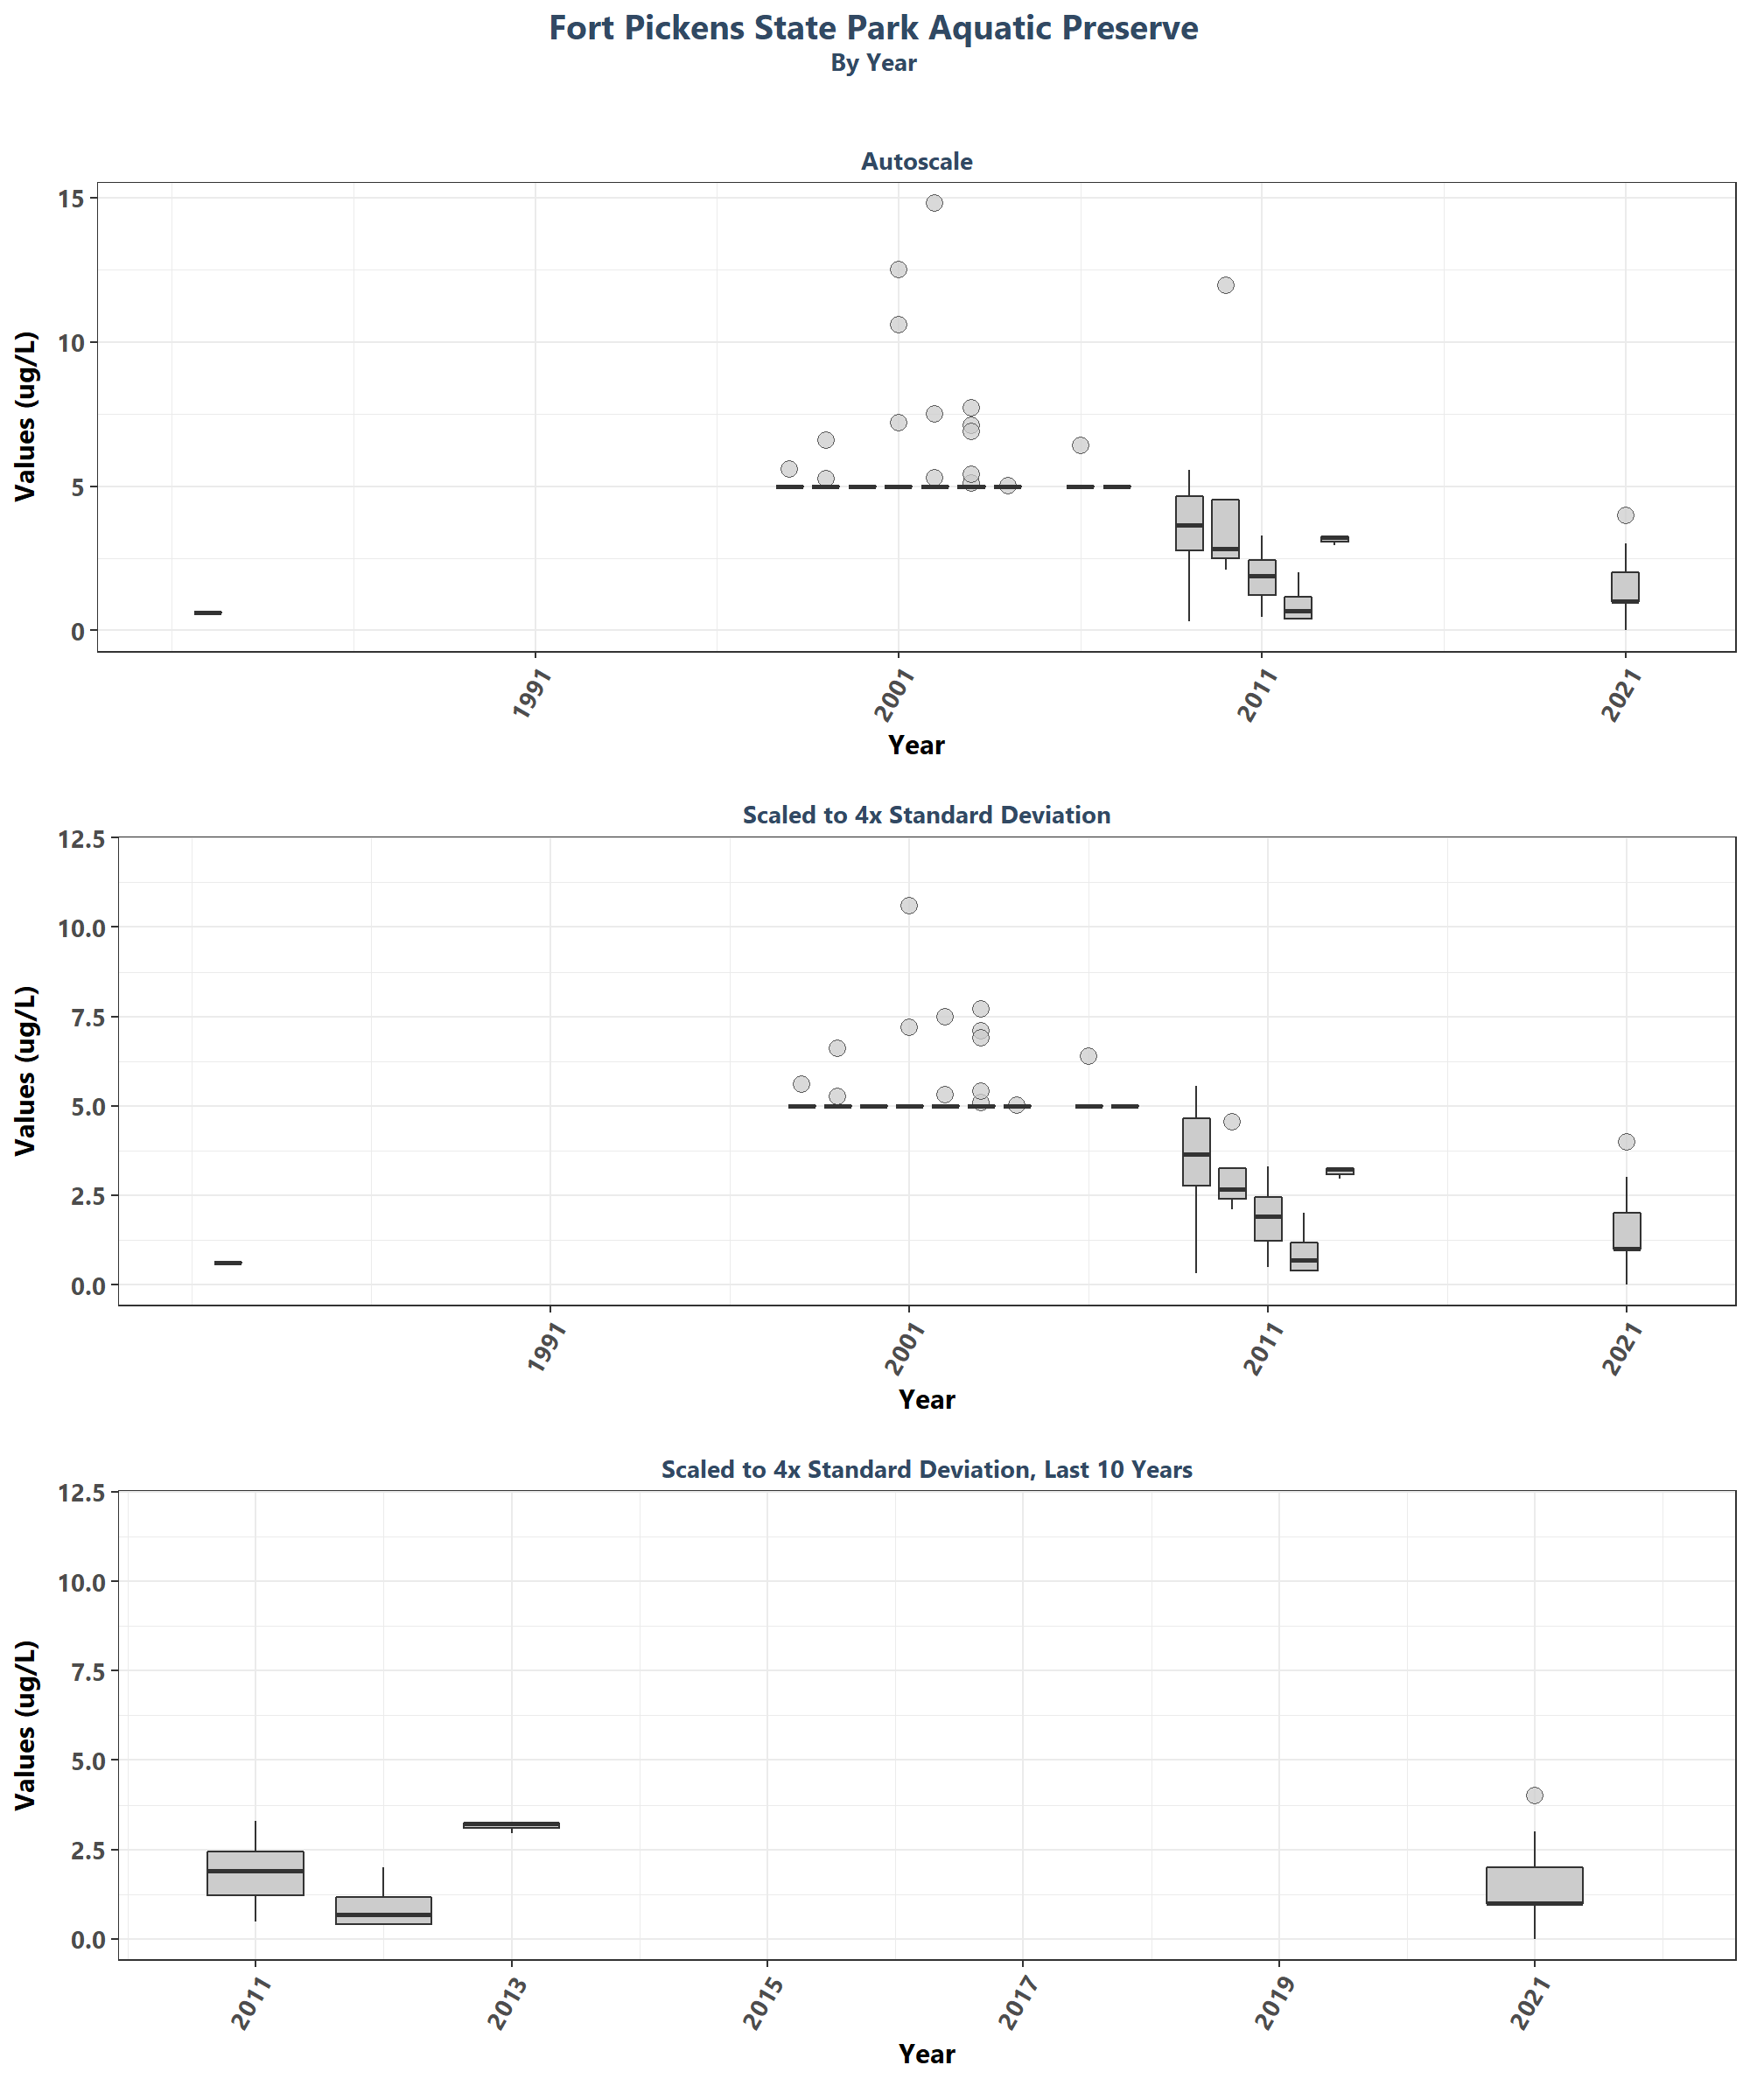 Fort Pickens State Park Aquatic Preserve
By Year
Autoscale
Values (ug/L)
15
10
5
0
1991
2001
2011
2021
Year
Scaled to 4x Standard Deviation
Values (ug/L)
12.5
10.0
7.5
5.0
2.5
0.0
1991
2001
2011
2021
Year
Scaled to 4x Standard Deviation, Last 10 Years
Values (ug/L)
12.5
10.0
7.5
5.0
2.5
0.0
2011
2013
2015
2017
2019
2021
Year